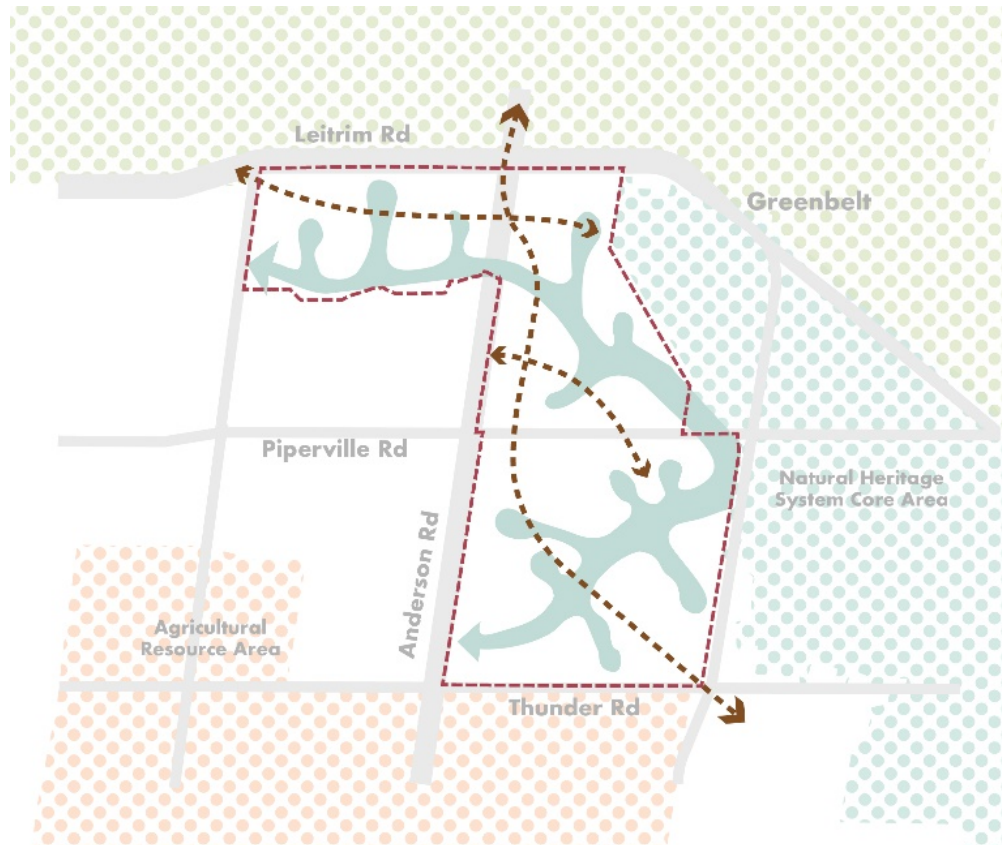 Leitrim Rd
Greenbelt
Piperville Rd
Natural Heritage
System Core Area
Anderson Rd
Agricultural
Resource Area
Thunder Rd